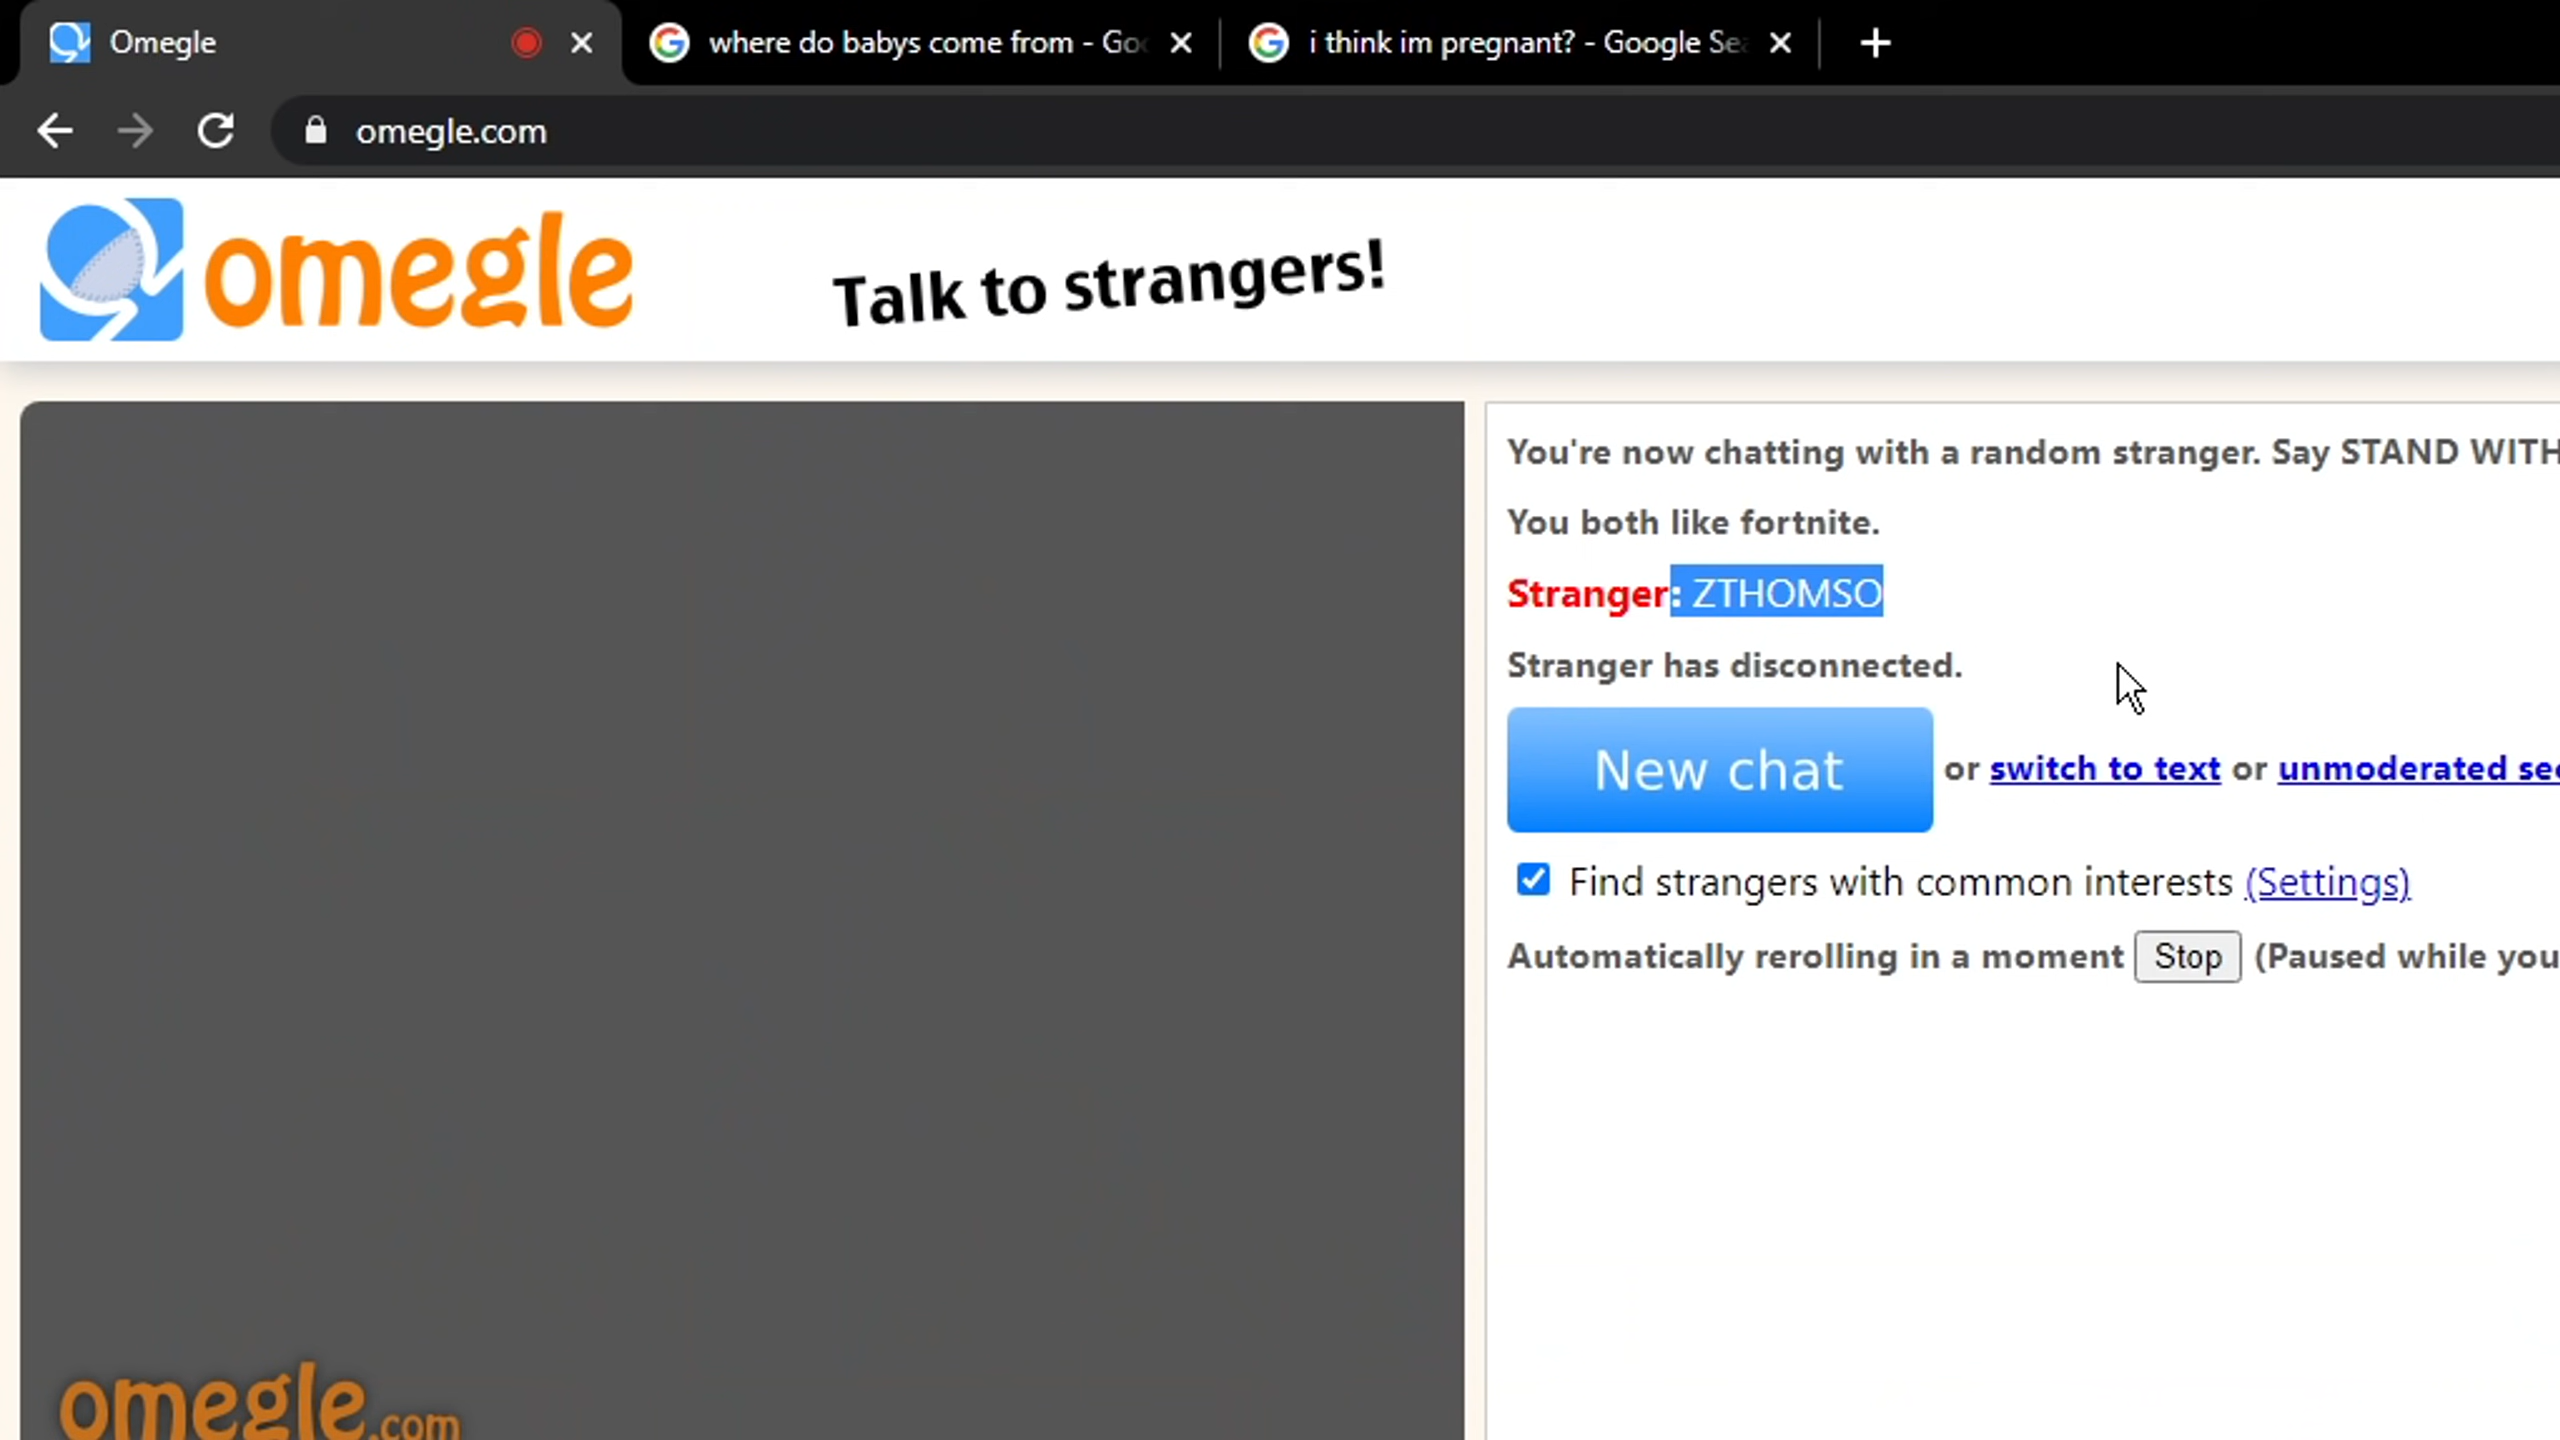 Omegle
where do babys come from - Goo
i think im pregnant? - Google Sea
omegle.com
omegle
Talk to strangers!
You're now chatting with a random stranger. Say STAND WITH
You both like fortnite.
Stranger: ZTHOMSO
Stranger has disconnected.
New chat or switch to text or unmoderated sec
Find strangers with common interests (Settings)
Automatically rerolling in a moment Stop (Paused while you
omegle.com